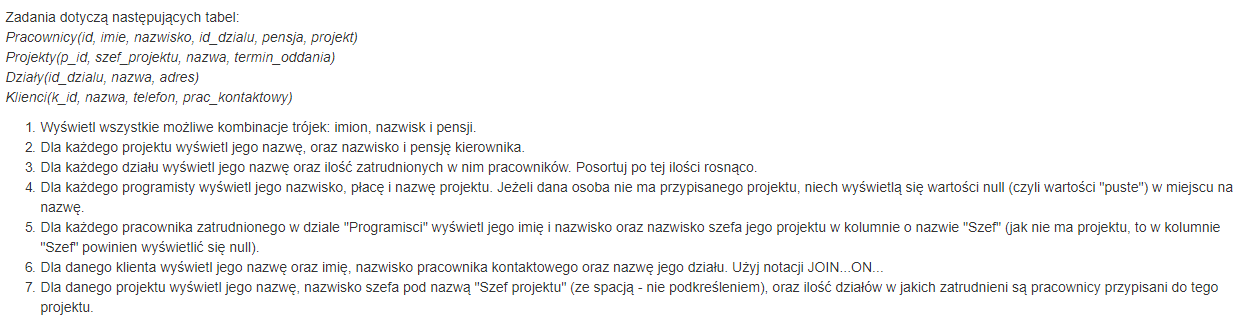 Zadania dotyczą następujących tabel:
Pracownicy(id, imie, nazwisko, id_dzialu, pensja, projekt)
Projekty(p_id, szef_projektu, nazwa, termin_oddania)
Działy(id_dzialu, nazwa, adres)
Klienci(k_id, nazwa, telefon, prac_kontaktowy)
1. Wyświetl wszystkie możliwe kombinacje trójek: imion, nazwisk i pensji.
2. Dla każdego projektu wyświetl jego nazwę, oraz nazwisko i pensję kierownika.
3. Dla każdego działu wyświetl jego nazwę oraz ilość zatrudnionych w nim pracowników. Posortuj po tej ilości rosnąco.
4. Dla każdego programisty wyświetl jego nazwisko, płacę i nazwę projektu. Jeżeli dana osoba nie ma przypisanego projektu, niech wyświetlą się wartości null (czyli wartości "puste") w miejscu na
nazwę.
5. Dla każdego pracownika zatrudnionego w dziale "Programisci" wyświetl jego imię i nazwisko oraz nazwisko szefa jego projektu w kolumnie o nazwie "Szef" (jak nie ma projektu, to w kolumnie
"Szef" powinien wyświetlić się null).
6. Dla danego klienta wyświetl jego nazwę oraz imię, nazwisko pracownika kontaktowego oraz nazwę jego działu. Użyj notacji JOIN...ON...
7. Dla danego projektu wyświetl jego nazwę, nazwisko szefa pod nazwą "Szef projektu" (ze spacją - nie podkreśleniem), oraz ilość działów w jakich zatrudnieni są pracownicy przypisani do tego
projektu.